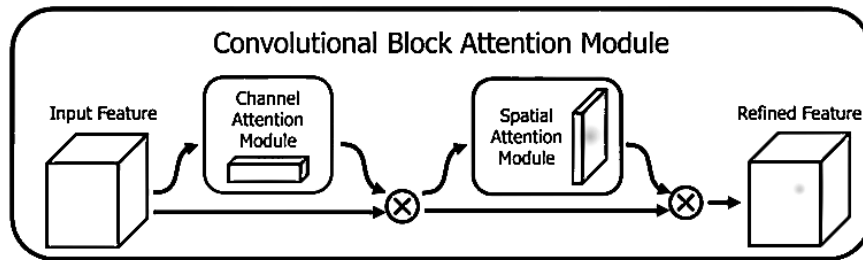 Convolutional Block Attention Module
Input Feature
Channel
Attention
Module
Spatial
Attention
Module
Refined Feature